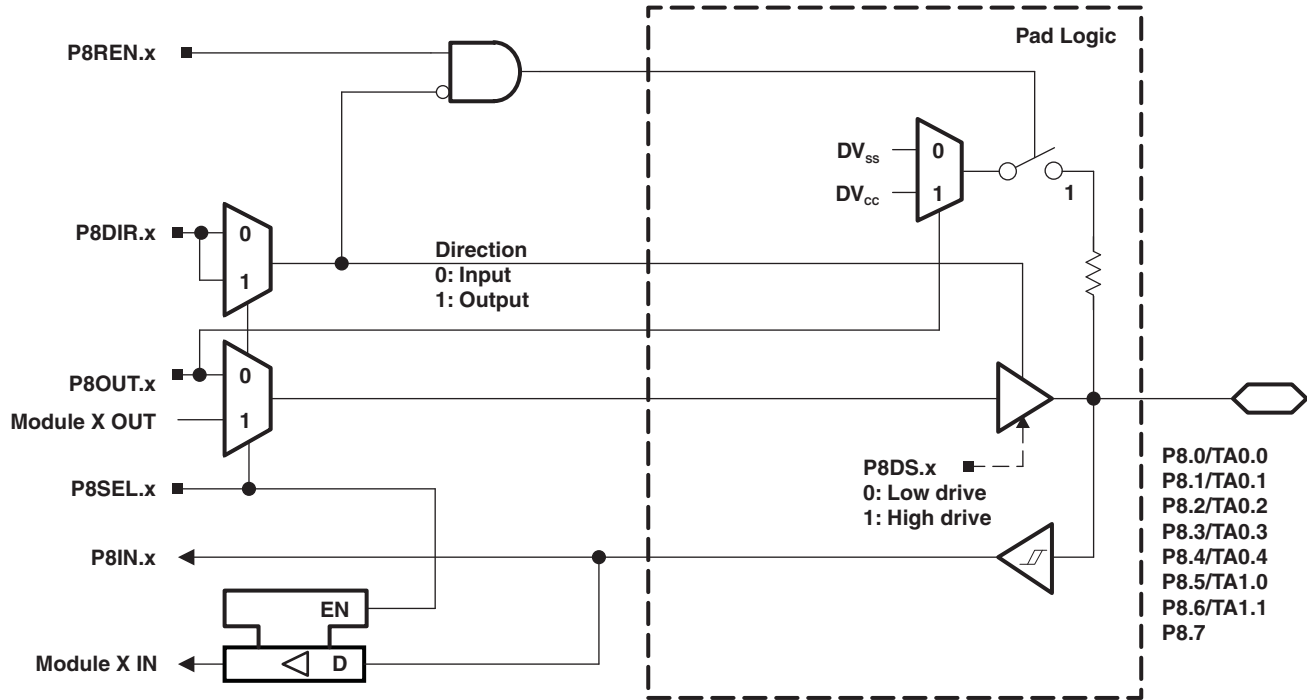 Pad Logic
P8REN.x
DVss
0
DVcc
1
1
P8DIR.x
0
1
Direction
0: Input
1: Output
P8OUT.x
0
Module X OUT
1
P8DS.x
0: Low drive
1: High drive
P8SEL.x
P8IN.x
EN
Module X IN
D
P8.0/TA0.0
P8.1/TA0.1
P8.2/TA0.2
P8.3/TA0.3
P8.4/TA0.4
P8.5/TA1.0
P8.6/TA1.1
P8.7